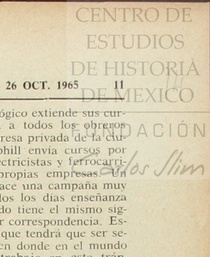 CENTRO DE
ESTUDIOS
DE HISTORIA
DE MEXICO
FUNDACIÓN
Carlos Slim
26 OCT. 1965 11
ógico extiende sus cur-
a a todos los obreros
resa privada de la ciu-
phill envía cursos por
ectricistas y ferrocarri-
propias empresas. Un
ace una campaña muy
dos los días enseñanza
do tiene el mismo sig-
r correspondencia. Es-
que tendrá que ser se-
en donde en el mundo